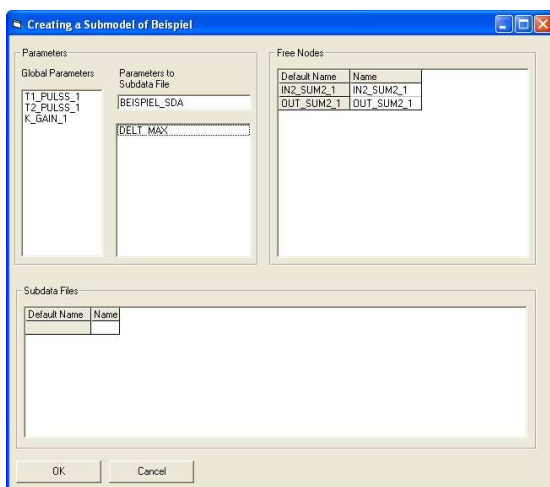 Creating a Submodel of Beispiel
Parameters
Global Parameters
T1_PULSS_1
T2_PULSS_1
K_GAIN_1
Parameters to
Subdata File
BEISPIEL_SDA
DELT_MAX
Free Nodes
Default Name Name
IN2_SUM2_1 IN2_SUM2_1
OUT_SUM2_1 OUT_SUM2_1
Subdata Files
Default Name Name
OK Cancel